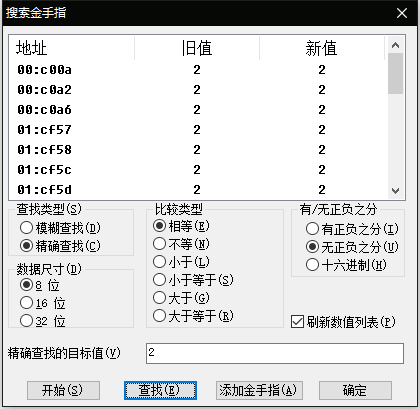 搜索金手指
地址 旧值 新值
00:c00a 2 2
00:c0a2 2 2
00:c0a6 2 2
01:cf57 2 2
01:cf58 2 2
01:cf5c 2 2
01:cf5d 2 2
查找类型(S)
模糊查找(D)
精确查找(C)
数据尺寸(D)
8 位
16 位
32 位
比较类型
相等(E)
不等(N)
小于(L)
小于等于(S)
大于(G)
大于等于(R)
有/无正负之分
有正负之分(I)
无正负之分(U)
十六进制(H)
刷新数值列表(P)
精确查找的目标值(V) 2
开始(S) 查找(E) 添加金手指(A) 确定